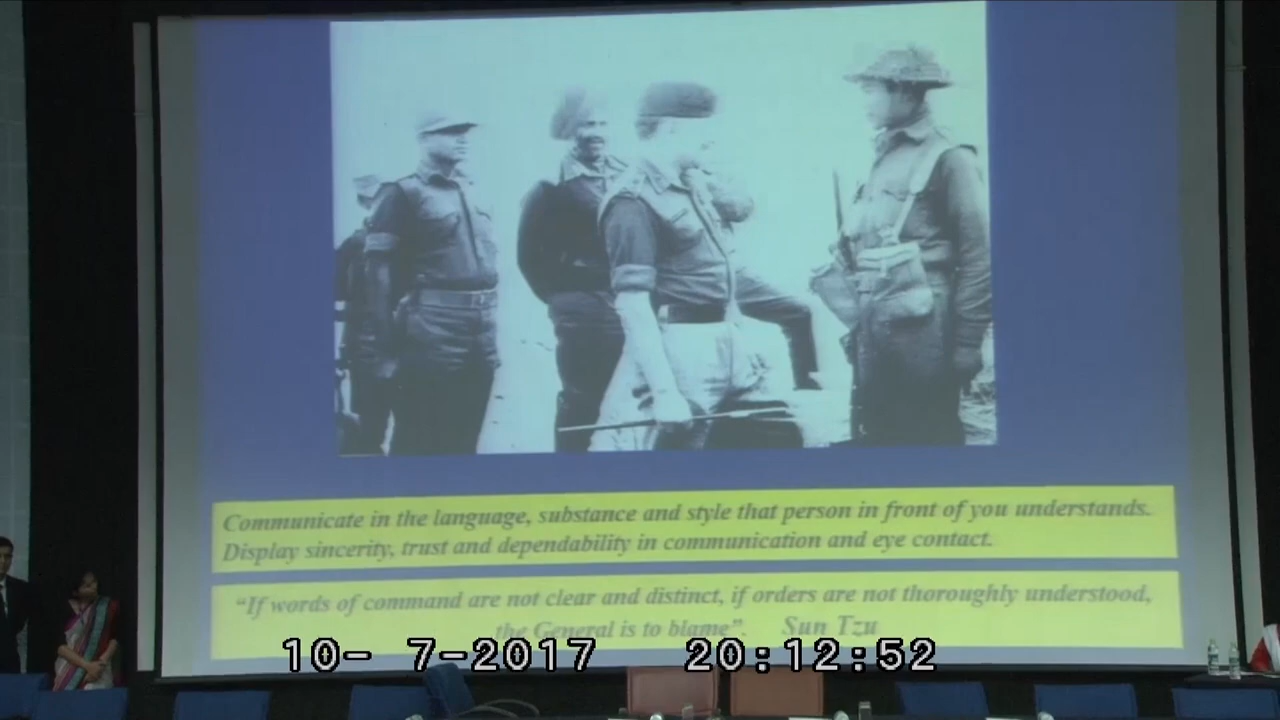 Communicate in the language, substance and style that person in front of you understands.
Display sincerity, trust and dependability in communication and eye contact.
“If words of command are not clear and distinct, if orders are not thoroughly understood,
the General is to blame”. Sun Tzu
10- 7-2017 20:12:52